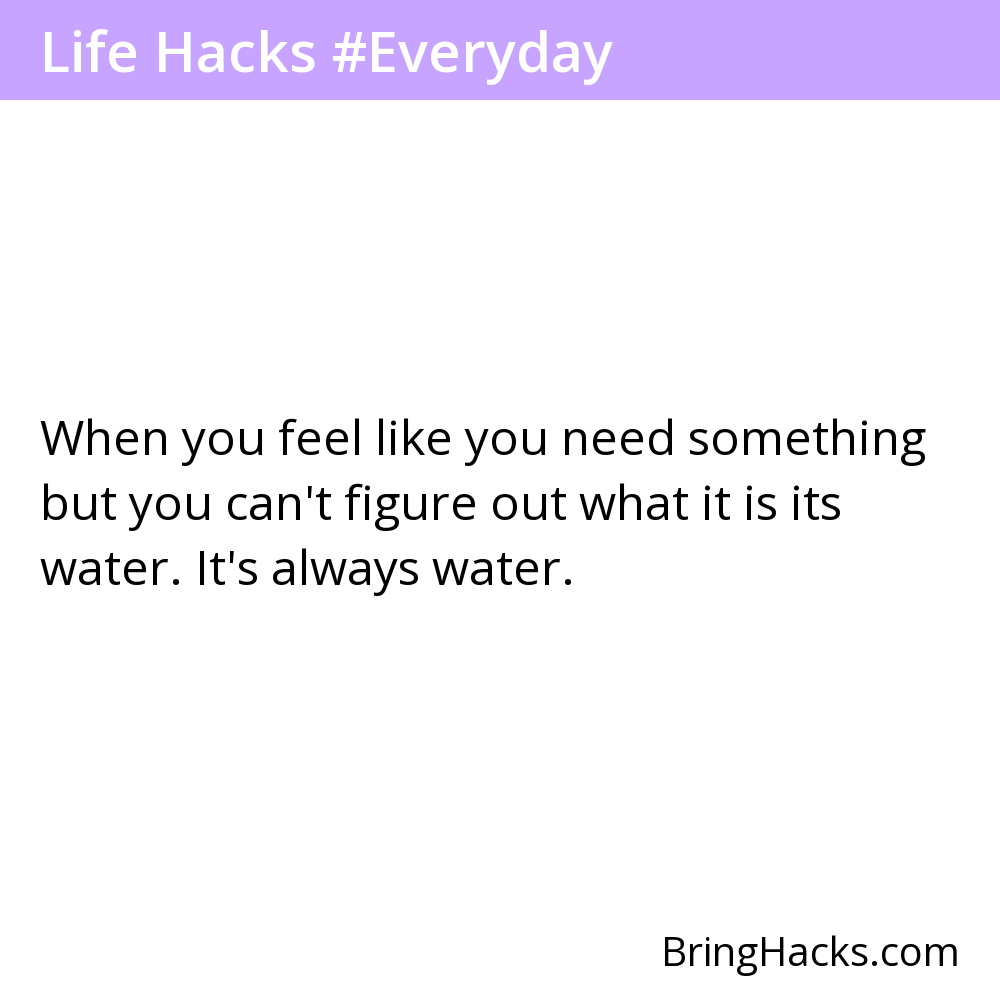 Life Hacks #Everyday
When you feel like you need something
but you can't figure out what it is its
water. It's always water.
BringHacks.com